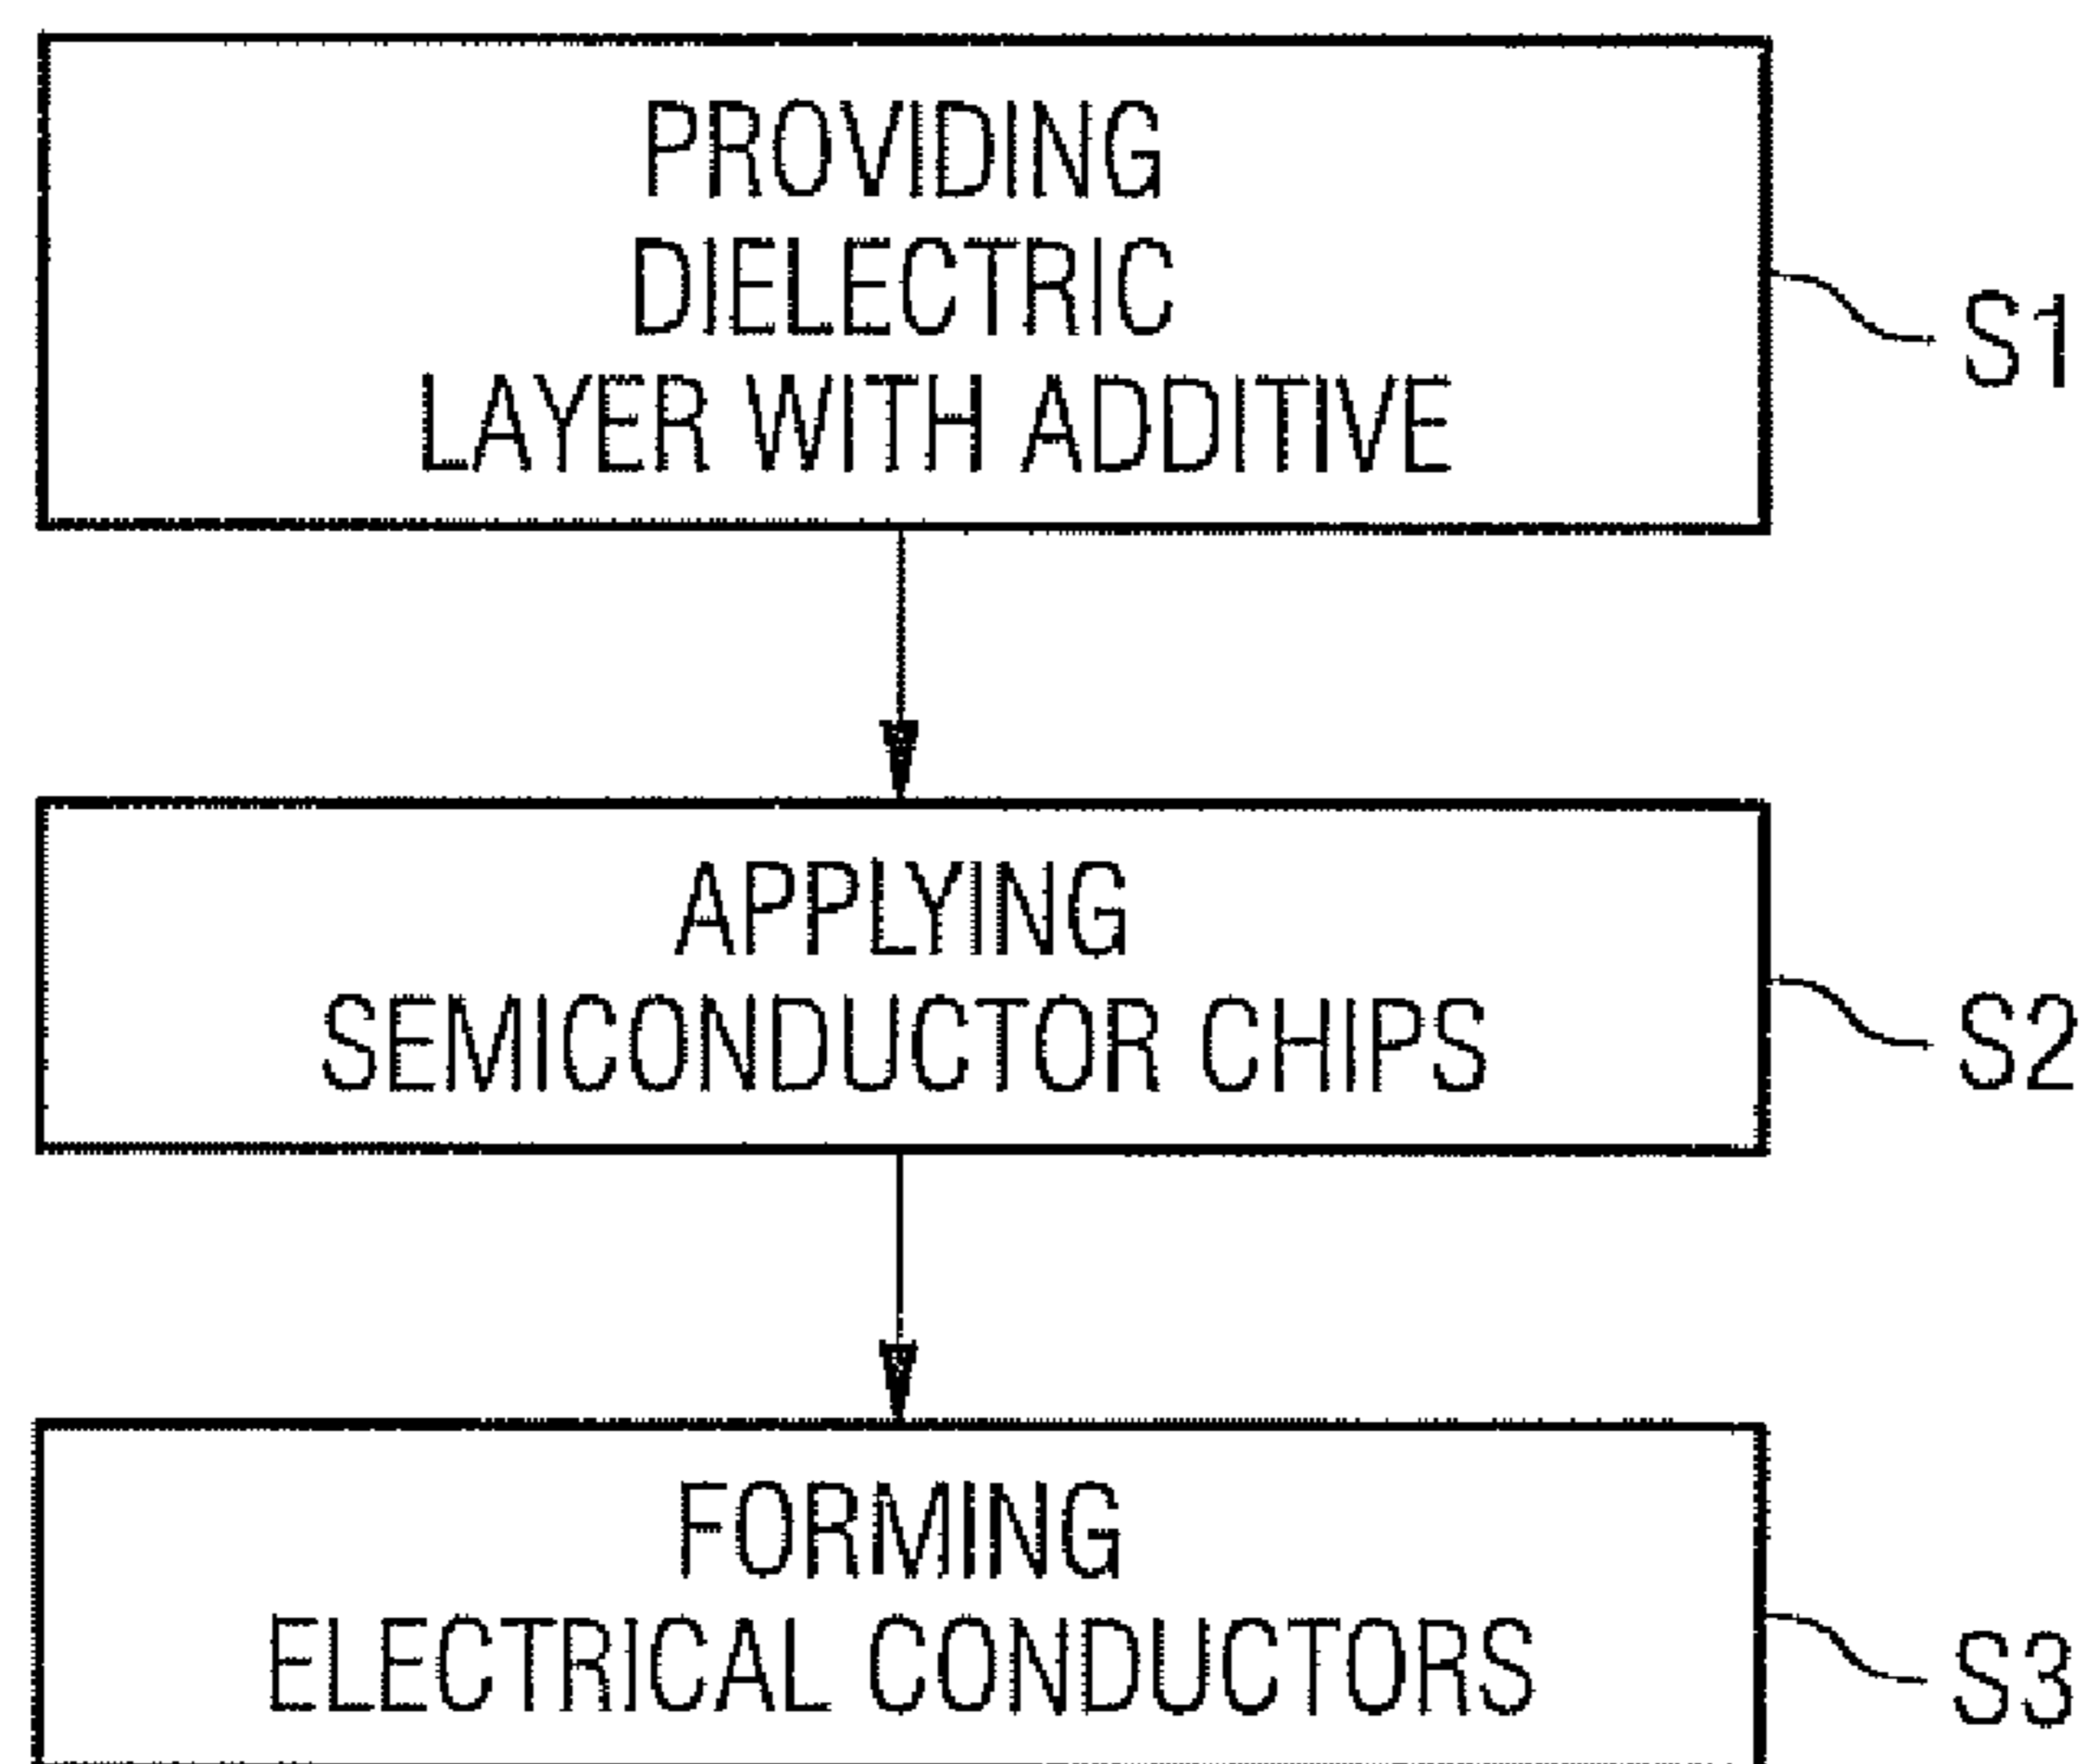 PROVIDING
DIELECTRIC
LAYER WITH ADDITIVE
S1
APPLYING
SEMICONDUCTOR CHIPS
S2
FORMING
ELECTRICAL CONDUCTORS
S3